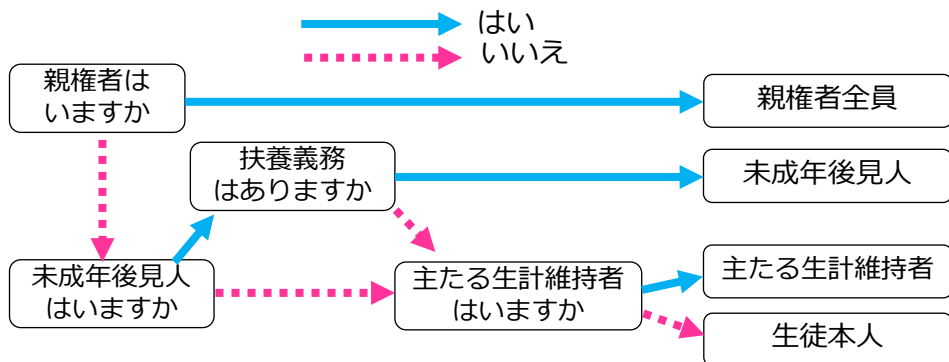 はい
いいえ
親権者は
いますか
親権者全員
扶養義務
はありますか
未成年後見人
未成年後見人
はいますか
主たる生計維持者
はいますか
主たる生計維持者
生徒本人